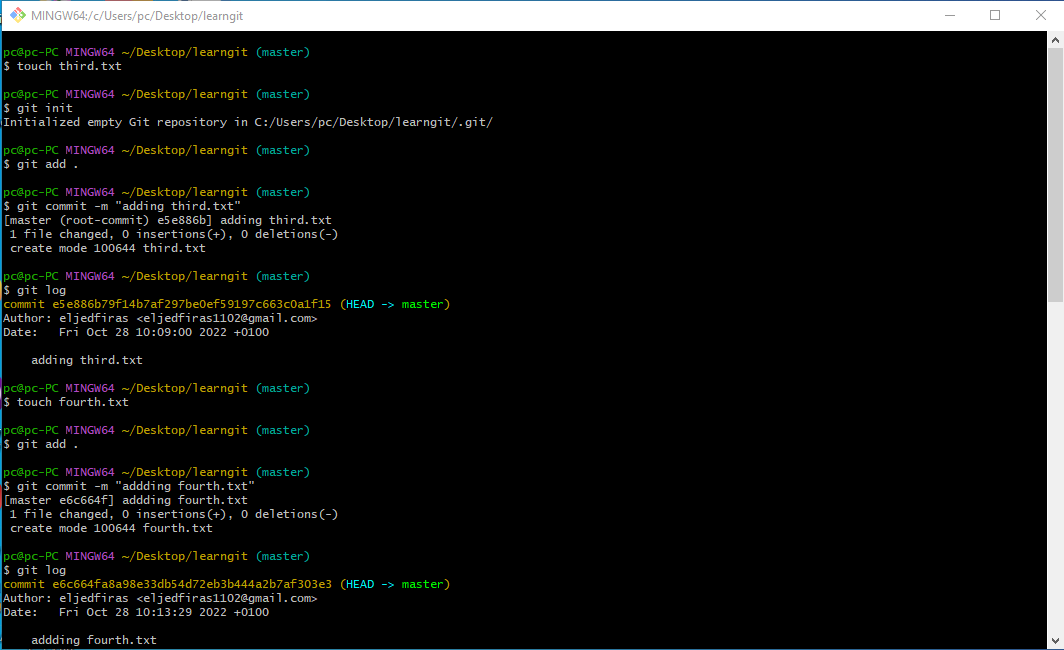 MINGW64:/c/Users/pc/Desktop/learngit
pc@pc-PC MINGW64 ~/Desktop/learngit (master)
$ touch third.txt
pc@pc-PC MINGW64 ~/Desktop/learngit (master)
$ git init
Initialized empty Git repository in C:/Users/pc/Desktop/learngit/.git/
pc@pc-PC MINGW64 ~/Desktop/learngit (master)
$ git add .
pc@pc-PC MINGW64 ~/Desktop/learngit (master)
$ git commit -m "adding third.txt"
[master (root-commit) e5e886b] adding third.txt
 1 file changed, 0 insertions(+), 0 deletions(-)
 create mode 100644 third.txt
pc@pc-PC MINGW64 ~/Desktop/learngit (master)
$ git log
commit e5e886b79f14b7af297be0ef59197c663c0a1f15 (HEAD -> master)
Author: eljedfiras <eljedfiras1102@gmail.com>
Date:   Fri Oct 28 10:09:00 2022 +0100
    adding third.txt
pc@pc-PC MINGW64 ~/Desktop/learngit (master)
$ touch fourth.txt
pc@pc-PC MINGW64 ~/Desktop/learngit (master)
$ git add .
pc@pc-PC MINGW64 ~/Desktop/learngit (master)
$ git commit -m "addding fourth.txt"
[master e6c664f] addding fourth.txt
 1 file changed, 0 insertions(+), 0 deletions(-)
 create mode 100644 fourth.txt
pc@pc-PC MINGW64 ~/Desktop/learngit (master)
$ git log
commit e6c664fa8a98e33db54d72eb3b444a2b7af303e3 (HEAD -> master)
Author: eljedfiras <eljedfiras1102@gmail.com>
Date:   Fri Oct 28 10:13:29 2022 +0100
    addding fourth.txt